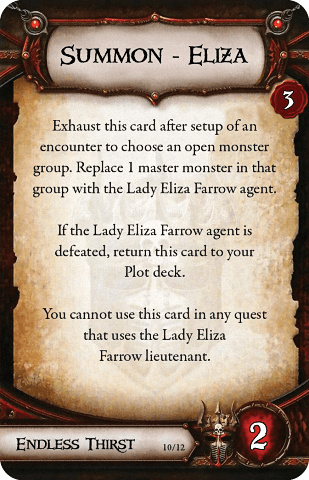 Summon - Eliza
3
Exhaust this card after setup of an
encounter to choose an open monster
group. Replace 1 master monster in that
group with the Lady Eliza Farrow agent.
If the Lady Eliza Farrow agent is
defeated, return this card to your
Plot deck.
You cannot use this card in any quest
that uses the Lady Eliza
Farrow lieutenant.
Endless Thirst
10/12
2